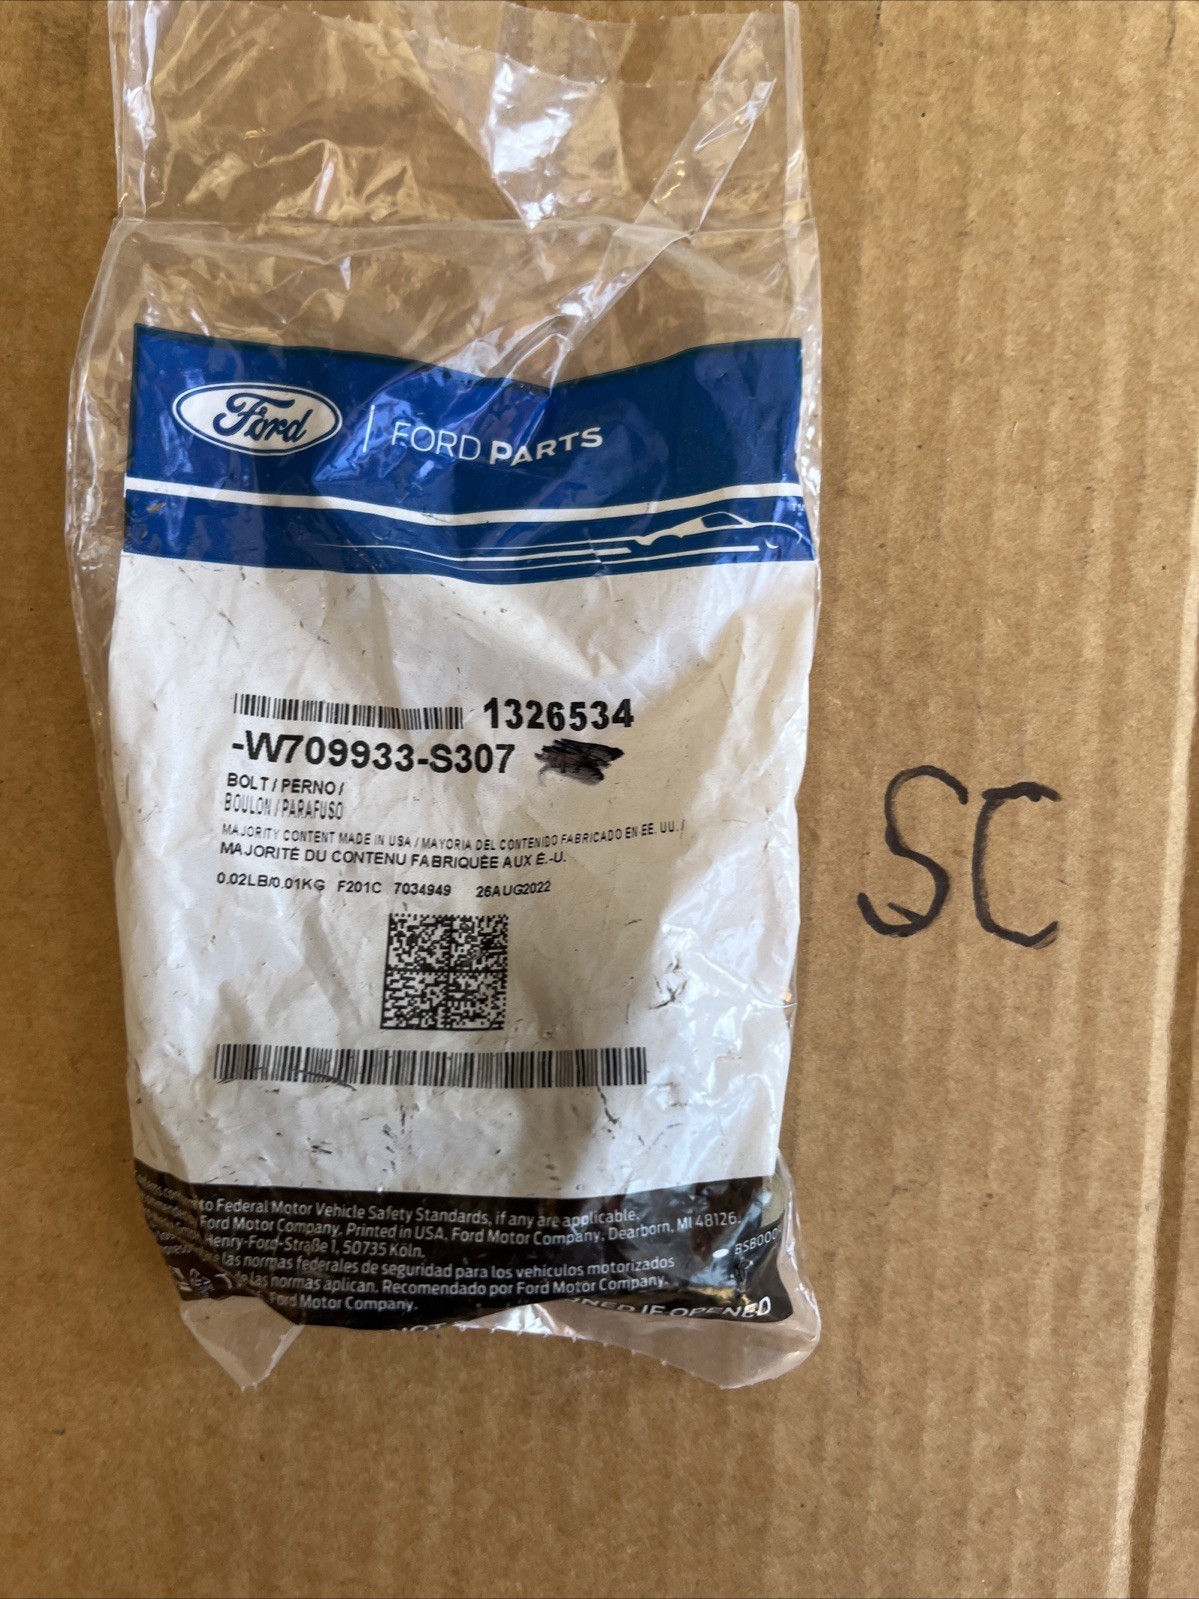 Ford | FORD PARTS
TM
1326534
-W709933-S307
BOLT / PERNO /
BOULON / PARAFUSO
MAJORITY CONTENT MADE IN USA / MAYORIA DEL CONTENIDO FABRICADO EN EE. UU. /
MAJORITÉ DU CONTENU FABRIQUÉE AUX É.-U.
0.02LB/0.01KG F201C 7034949 26AUG2022
SC
to Federal Motor Vehicle Safety Standards, if any are applicable.
Ford Motor Company. Printed in USA. Ford Motor Company, Dearborn, MI 48126.
Henry-Ford-Straße 1, 50735 Köln.
las normas federales de seguridad para los vehículos motorizados
las normas aplican. Recomendado por Ford Motor Company.
Ford Motor Company.
IF OPENED